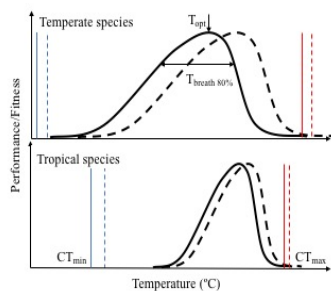 Temperate species
Topt
Tbreath 80%
Performance/Fitness
Tropical species
CTmin
CTmax
Temperature (ºC)